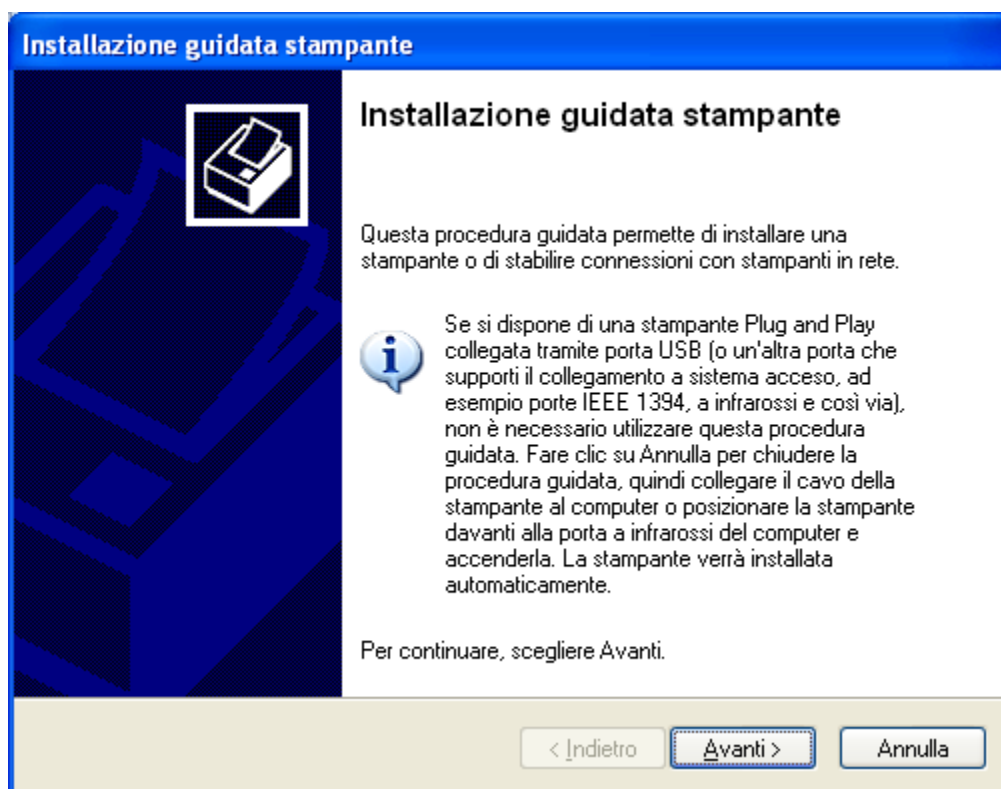 Installazione guidata stampante
Installazione guidata stampante
Questa procedura guidata permette di installare una
stampante o di stabilire connessioni con stampanti in rete.
Se si dispone di una stampante Plug and Play
collegata tramite porta USB (o un'altra porta che
supporti il collegamento a sistema acceso, ad
esempio porte IEEE 1394, a infrarossi e così via),
non è necessario utilizzare questa procedura
guidata. Fare clic su Annulla per chiudere la
procedura guidata, quindi collegare il cavo della
stampante al computer o posizionare la stampante
davanti alla porta a infrarossi del computer e
accenderla. La stampante verrà installata
automaticamente.
Per continuare, scegliere Avanti.
< Indietro Avanti > Annulla